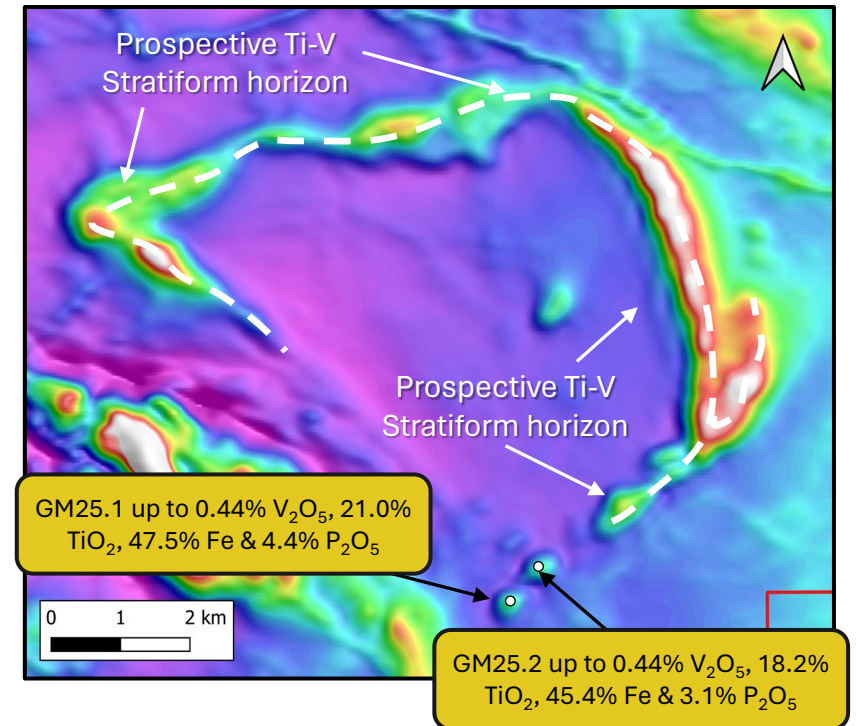 Prospective Ti-V
Stratiform horizon
Prospective Ti-V
Stratiform horizon
GM25.1 up to 0.44% V₂O₅, 21.0%
TiO₂, 47.5% Fe & 4.4% P₂O₅
0 1 2 km
GM25.2 up to 0.44% V₂O₅, 18.2%
TiO₂, 45.4% Fe & 3.1% P₂O₅